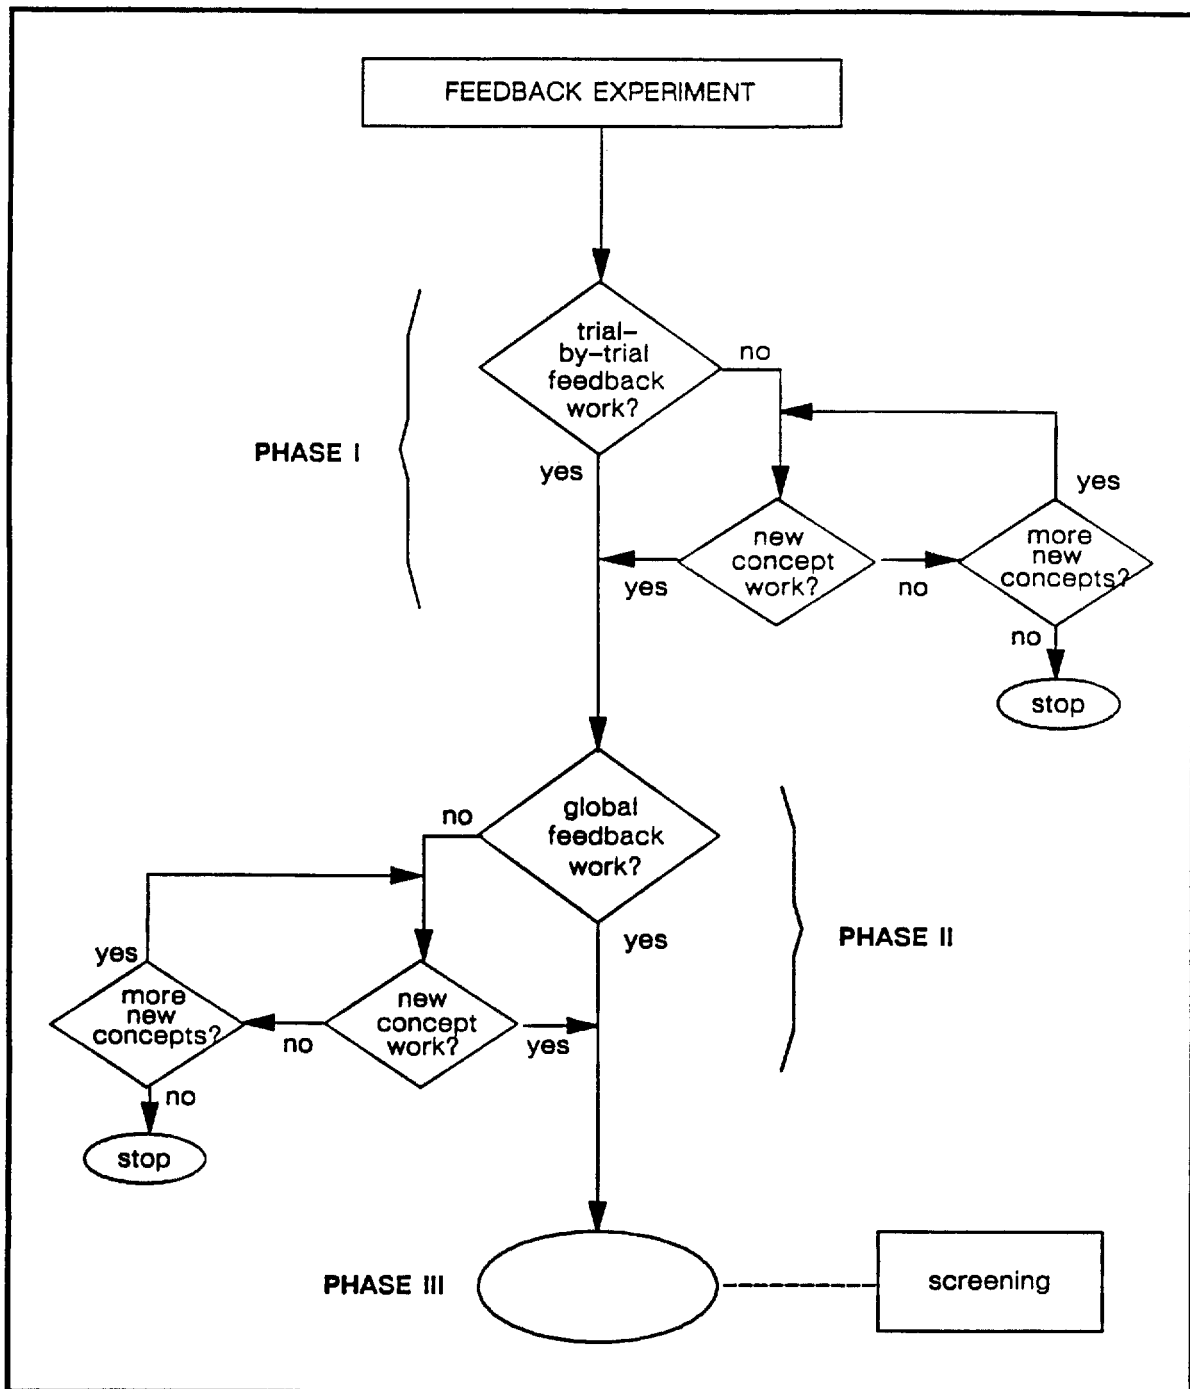 FEEDBACK EXPERIMENT
trial–
by–trial
feedback
work?
no
PHASE I
yes
yes
new
concept
work?
more
new
concepts?
yes
no
no
stop
global
feedback
work?
no
yes
PHASE II
yes
more
new
concepts?
new
concept
work?
no
yes
no
stop
PHASE III
screening